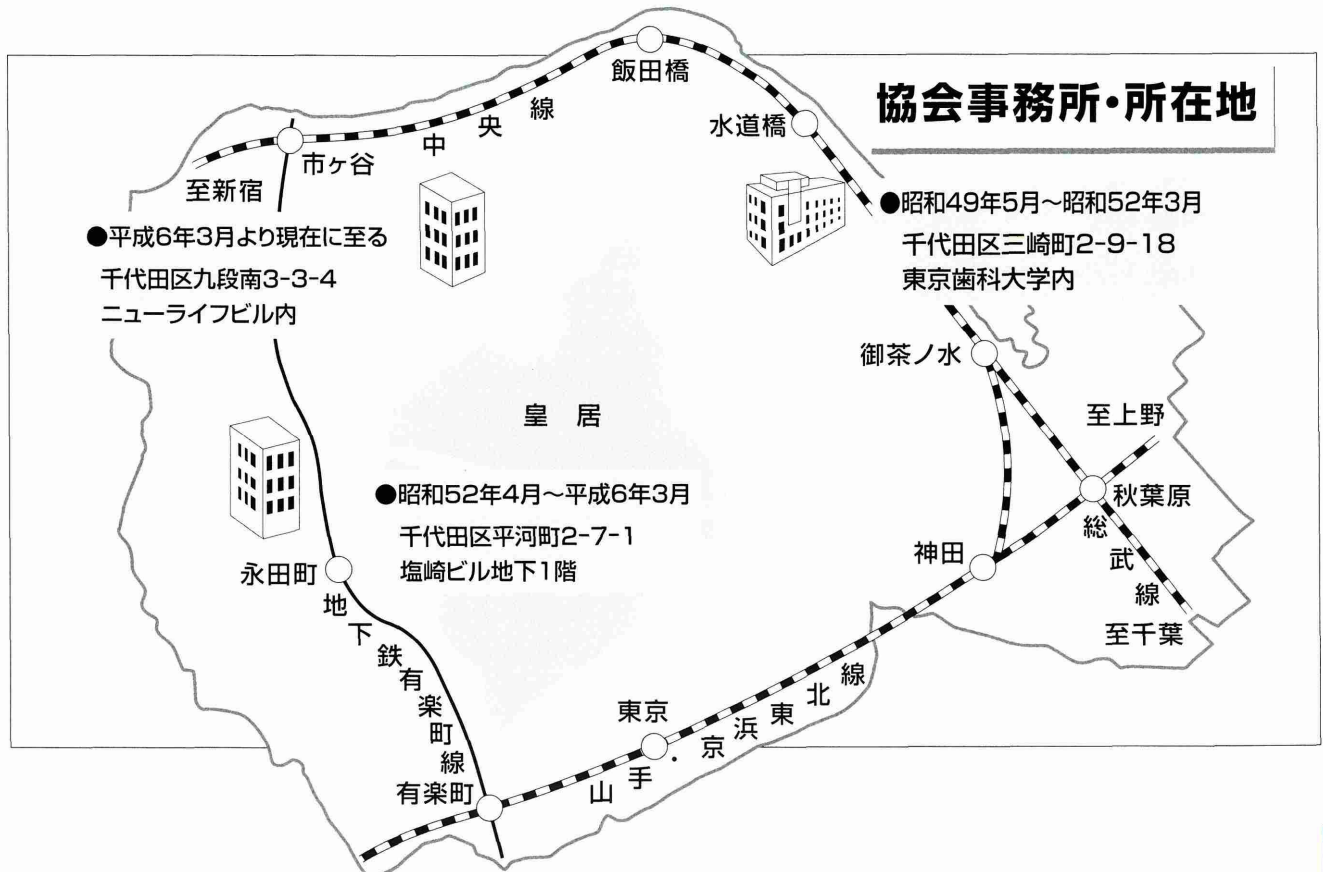 協会事務所・所在地
飯田橋
水道橋
中央線
市ヶ谷
至新宿
●平成6年3月より現在に至る
千代田区九段南3-3-4
ニューライフビル内
●昭和49年5月〜昭和52年3月
千代田区三崎町2-9-18
東京歯科大学内
御茶ノ水
至上野
皇居
秋葉原
●昭和52年4月〜平成6年3月
千代田区平河町2-7-1
塩崎ビル地下1階
神田
総武線
至千葉
永田町
地下鉄有楽町線
東京
山手・京浜東北線
有楽町